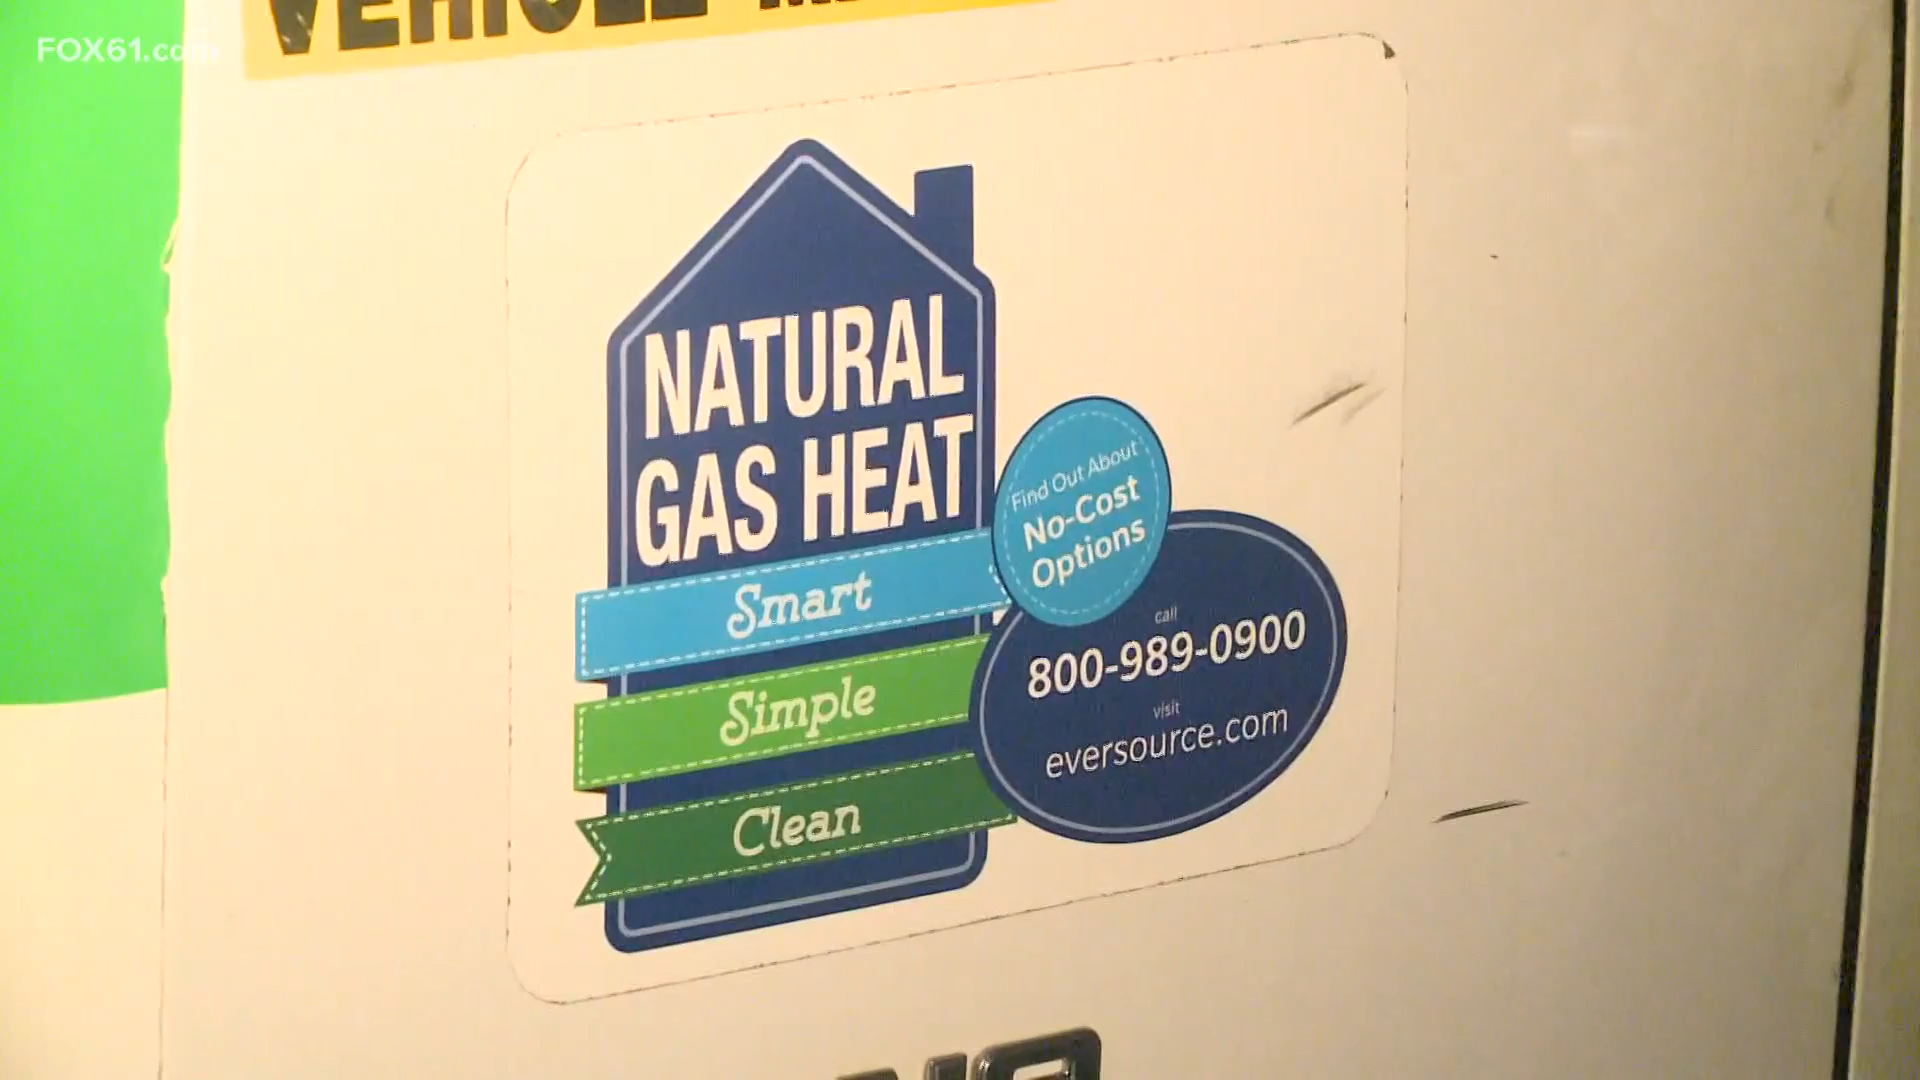 FOX61.com
VEHICLE
NATURAL
GAS HEAT
Smart
Simple
Clean
Find Out About
No-Cost
Options
call
800-989-0900
visit
eversource.com